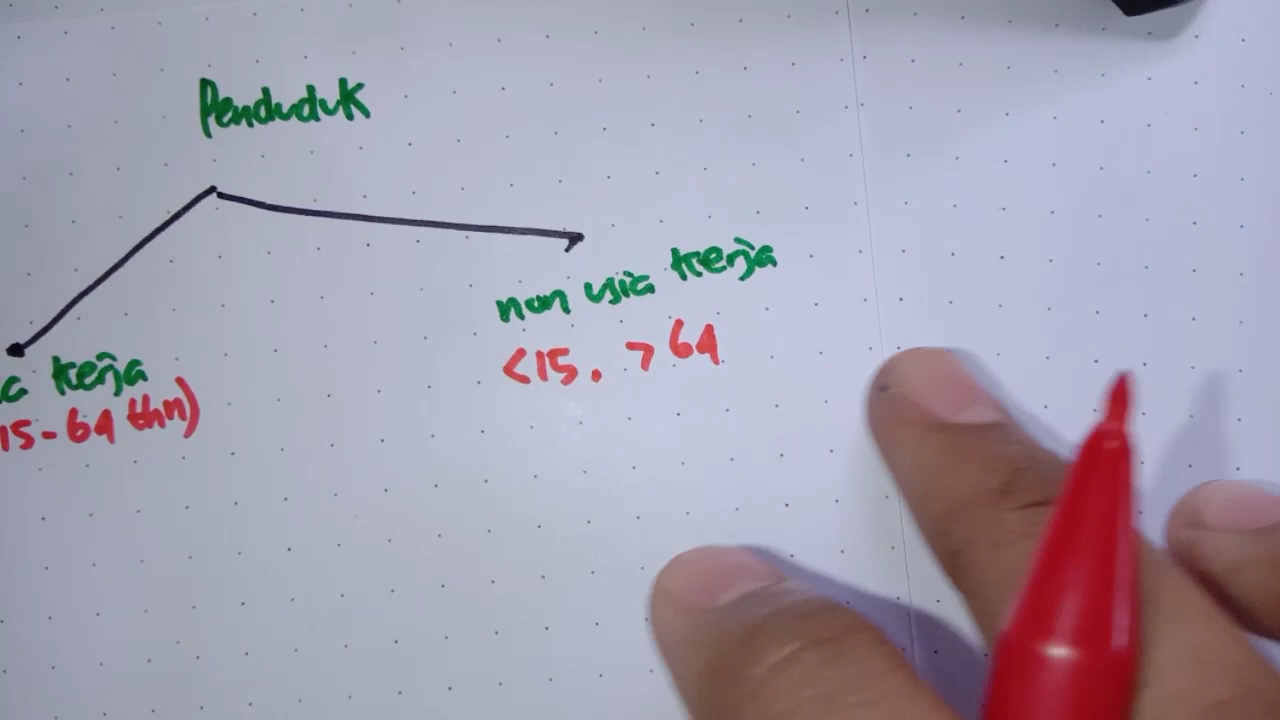 Penduduk
kerja
15-64 thn)
non usia kerja
<15. >64